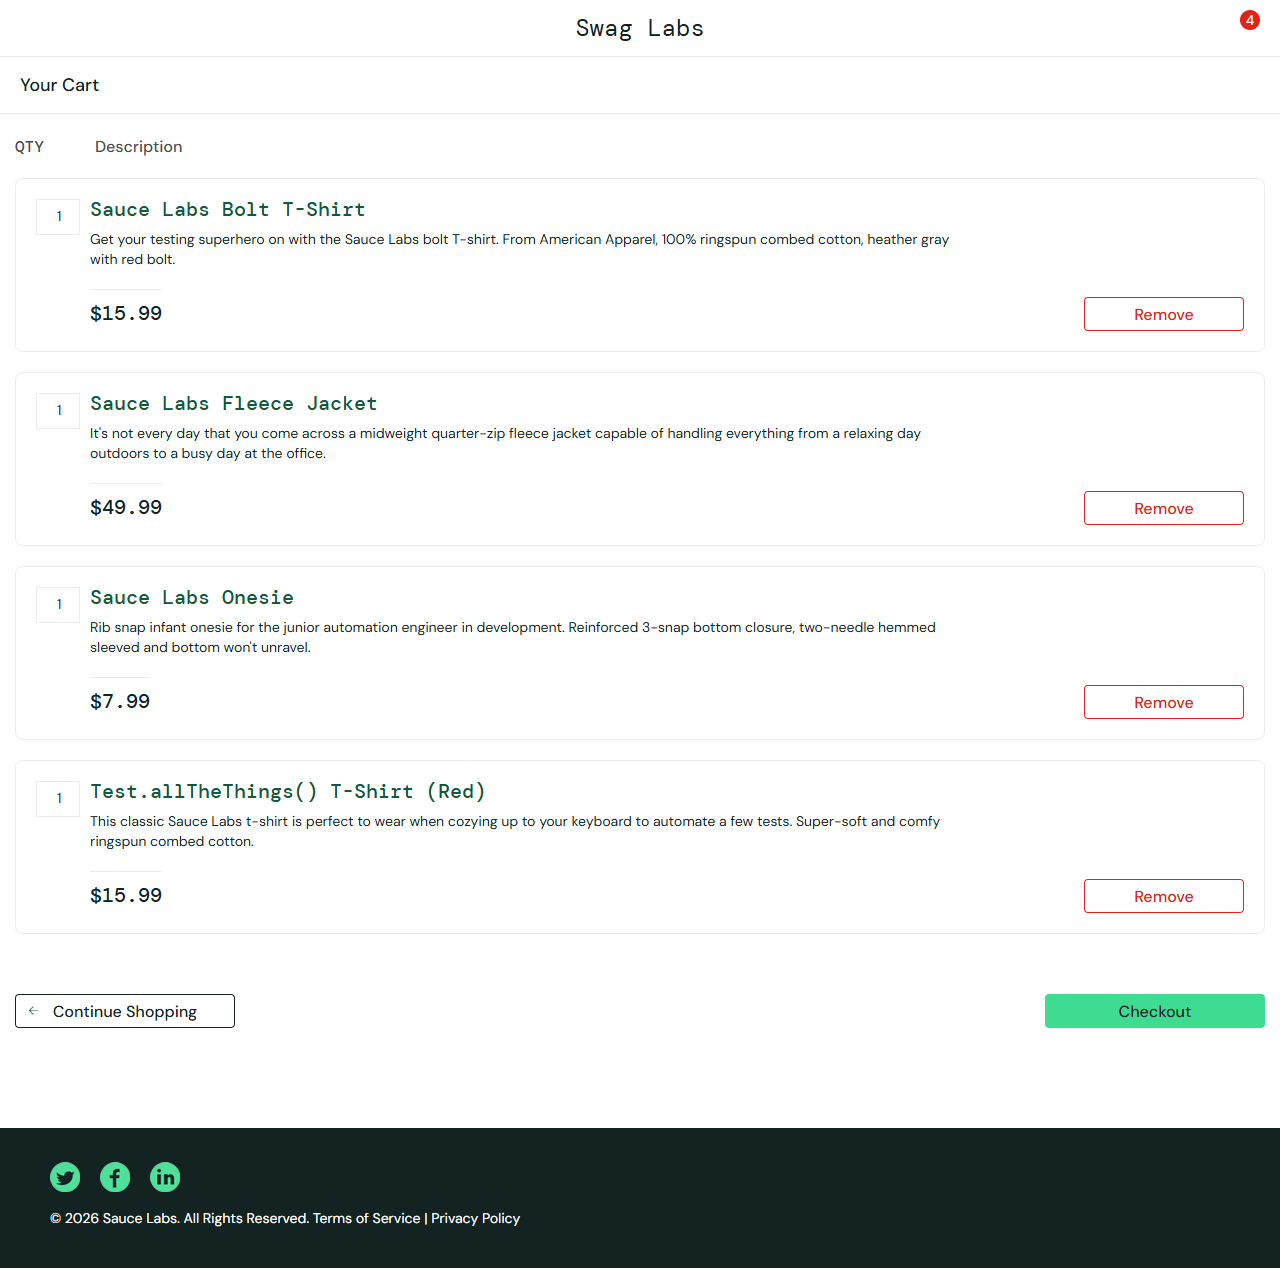 Swag Labs
4
Your Cart
QTY Description
1
Sauce Labs Bolt T-Shirt
Get your testing superhero on with the Sauce Labs bolt T-shirt. From American Apparel, 100% ringspun combed cotton, heather gray
with red bolt.
$15.99
Remove
1
Sauce Labs Fleece Jacket
It's not every day that you come across a midweight quarter-zip fleece jacket capable of handling everything from a relaxing day
outdoors to a busy day at the office.
$49.99
Remove
1
Sauce Labs Onesie
Rib snap infant onesie for the junior automation engineer in development. Reinforced 3-snap bottom closure, two-needle hemmed
sleeved and bottom won't unravel.
$7.99
Remove
1
Test.allTheThings() T-Shirt (Red)
This classic Sauce Labs t-shirt is perfect to wear when cozying up to your keyboard to automate a few tests. Super-soft and comfy
ringspun combed cotton.
$15.99
Remove
Continue Shopping
Checkout
© 2026 Sauce Labs. All Rights Reserved. Terms of Service | Privacy Policy